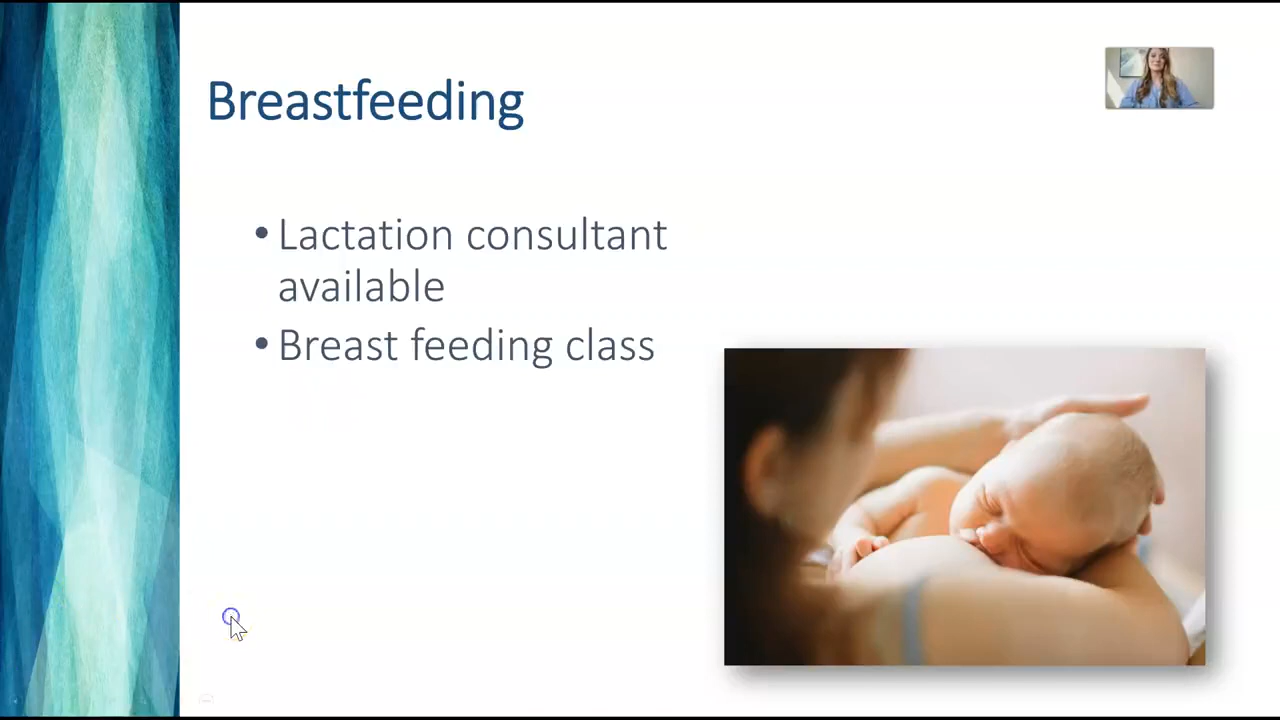 Breastfeeding
• Lactation consultant
available
• Breast feeding class